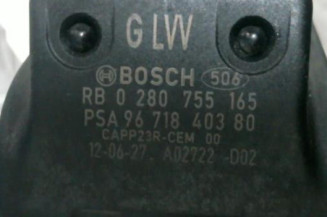 GLW
BOSCH 506
RB 0 280 755 165
PSA 96 718 403 80
CAPP23R-CEM 00
12-06-27. A02722 -D02